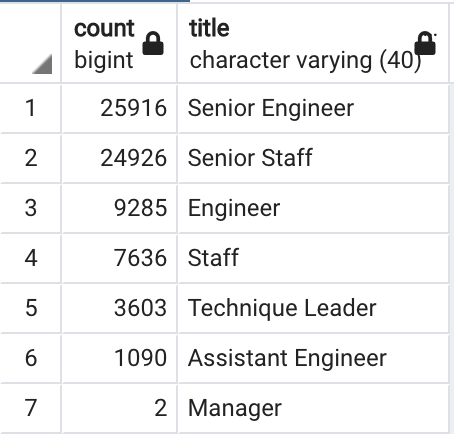 count title
bigint character varying (40)
1 25916 Senior Engineer
2 24926 Senior Staff
3 9285 Engineer
4 7636 Staff
5 3603 Technique Leader
6 1090 Assistant Engineer
7 2 Manager